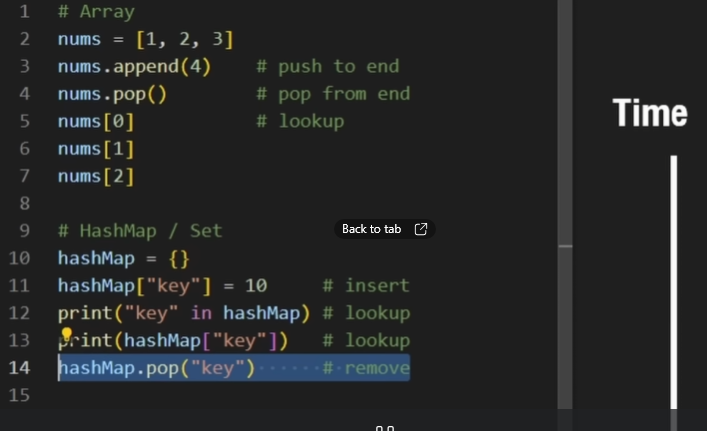 1 # Array
2 nums = [1, 2, 3]
3 nums.append(4) # push to end
4 nums.pop() # pop from end
5 nums[0] # lookup
6 nums[1]
7 nums[2]
8
9 # HashMap / Set
10 hashMap = {}
11 hashMap["key"] = 10 # insert
12 print("key" in hashMap) # lookup
13 print(hashMap["key"]) # lookup
14 hashMap.pop("key") # remove
15
Time
Back to tab